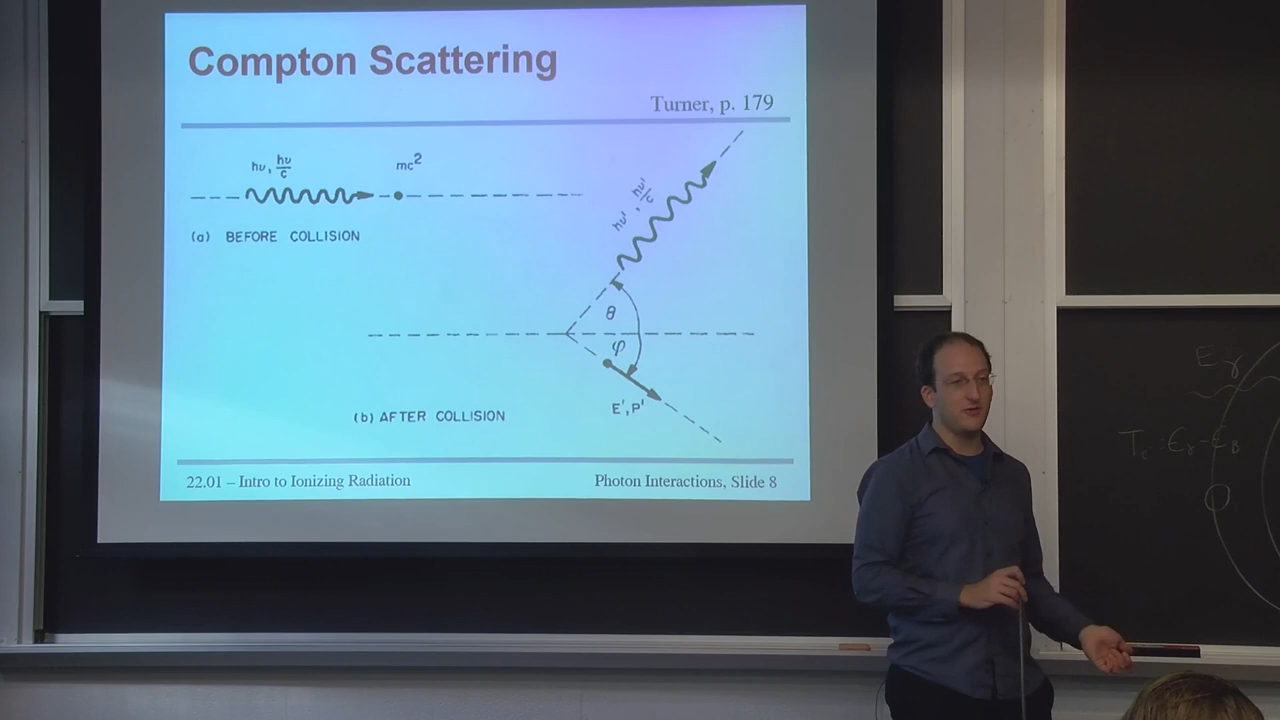 Compton Scattering
Turner, p. 179
hν, hν/c
mc²
(a) BEFORE COLLISION
hν', hν'/c
θ
φ
E', P'
(b) AFTER COLLISION
22.01 – Intro to Ionizing Radiation
Photon Interactions, Slide 8
Eγ
Te = Eγ - EB